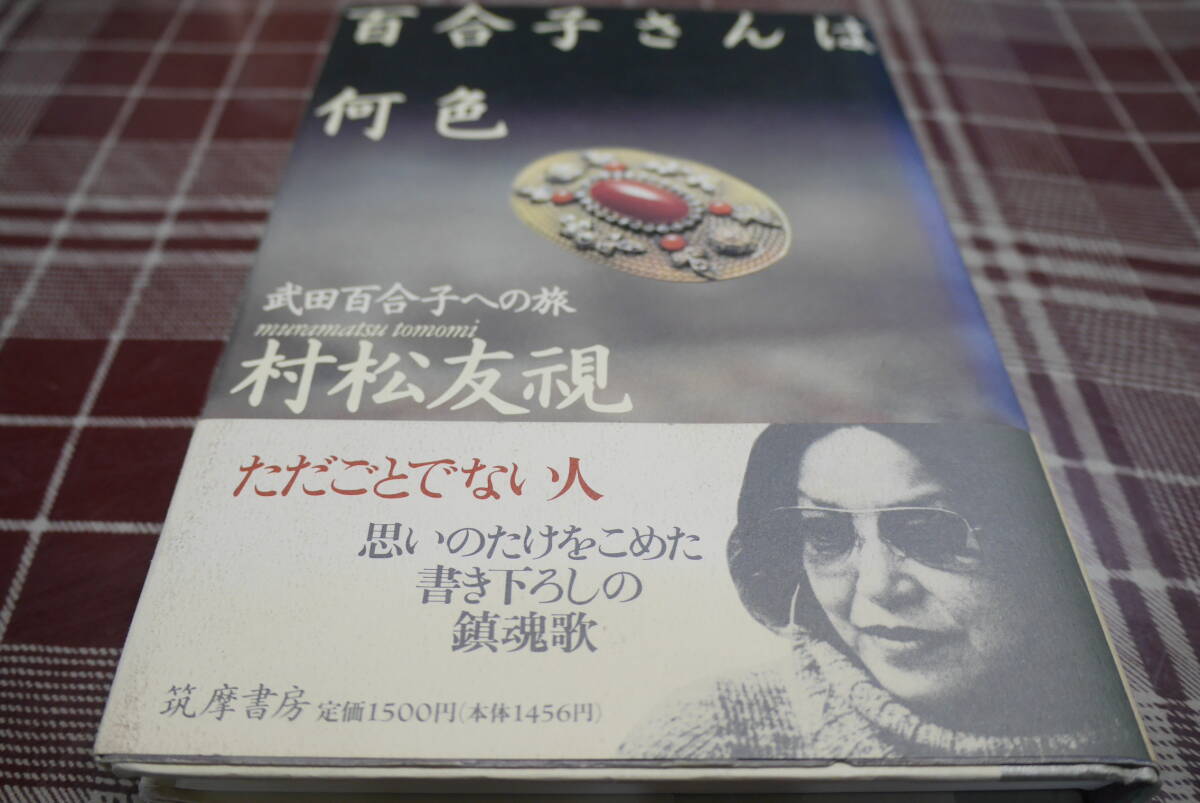 百合子さんは
何色
武田百合子への旅
muramatsu tomomi
村松友視
ただごとでない人
思いのたけをこめた
書き下ろしの
鎮魂歌
筑摩書房 定価1500円(本体1456円)